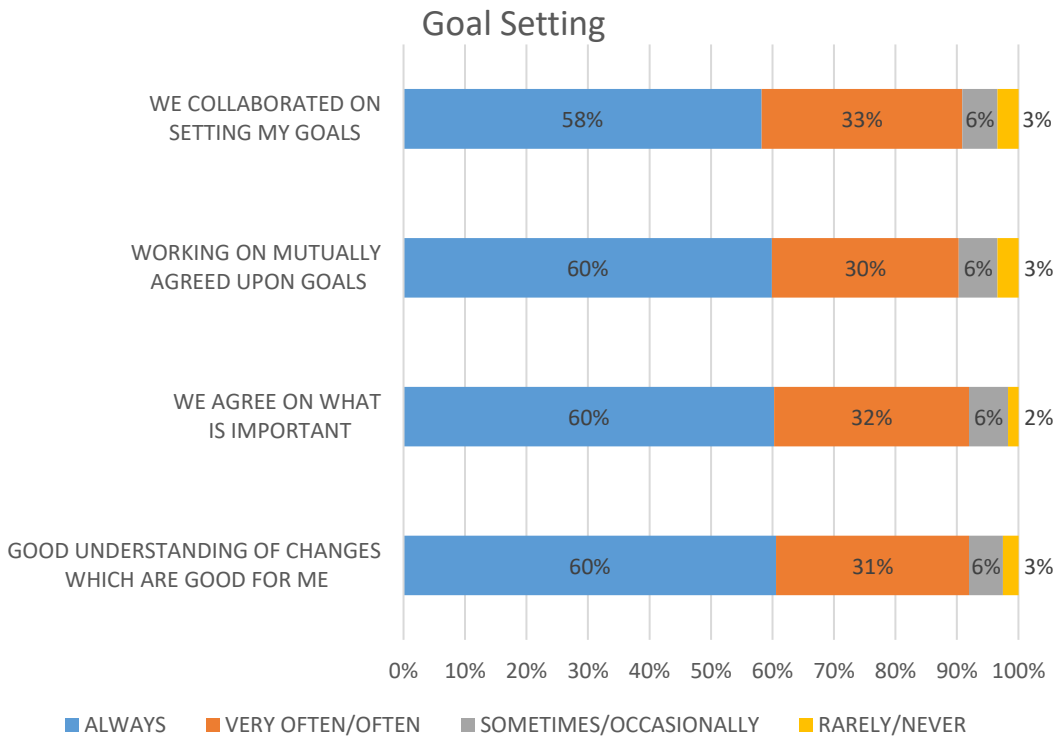 Goal Setting
WE COLLABORATED ON
SETTING MY GOALS
58%
33%
6%
3%
WORKING ON MUTUALLY
AGREED UPON GOALS
60%
30%
6%
3%
WE AGREE ON WHAT
IS IMPORTANT
60%
32%
6%
2%
GOOD UNDERSTANDING OF CHANGES
WHICH ARE GOOD FOR ME
60%
31%
6%
3%
0% 10% 20% 30% 40% 50% 60% 70% 80% 90% 100%
ALWAYS VERY OFTEN/OFTEN SOMETIMES/OCCASIONALLY RARELY/NEVER